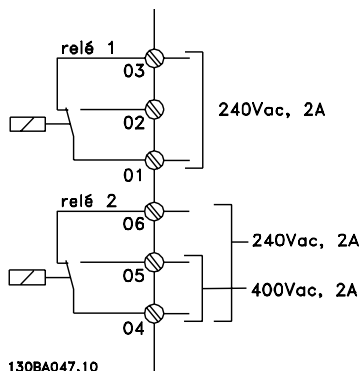 relé 1
03
02
240Vac, 2A
01
relé 2
06
240Vac, 2A
05
400Vac, 2A
04
130BA047.10